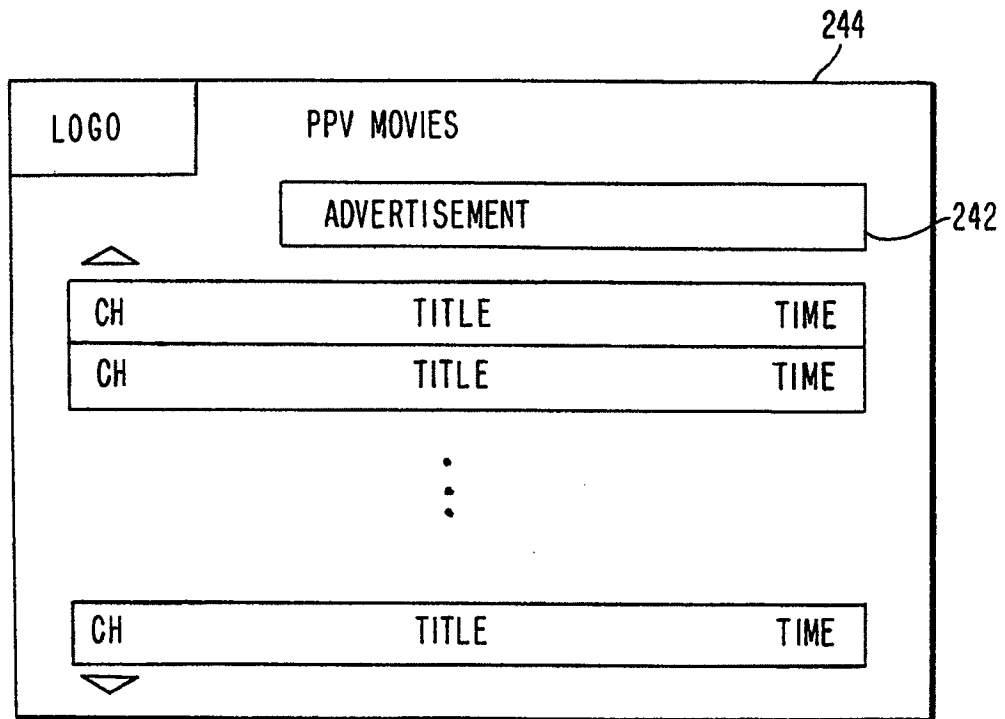 244
LOGO PPV MOVIES
ADVERTISEMENT
242
CH TITLE TIME
CH TITLE TIME
CH TITLE TIME